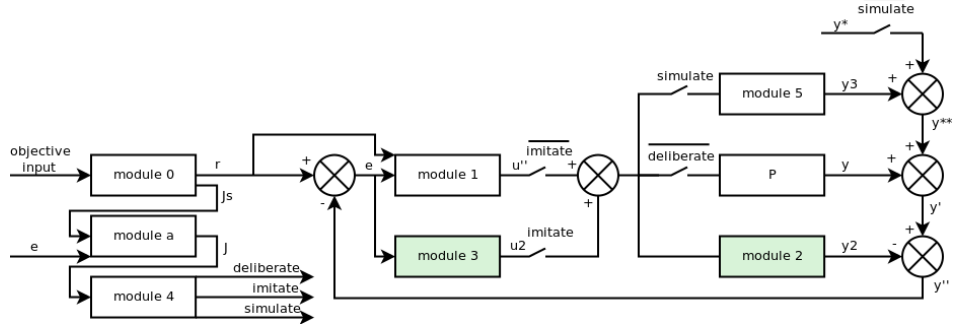 simulate
y*
+
simulate
module 5
y3
+
y**
objective
input
module 0
r
+
e
-
module 1
u''
imitate
+
+
deliberate
P
y
+
+
y'
Js
e
module a
J
module 3
u2
imitate
module 2
y2
-
+
y''
module 4
deliberate
imitate
simulate